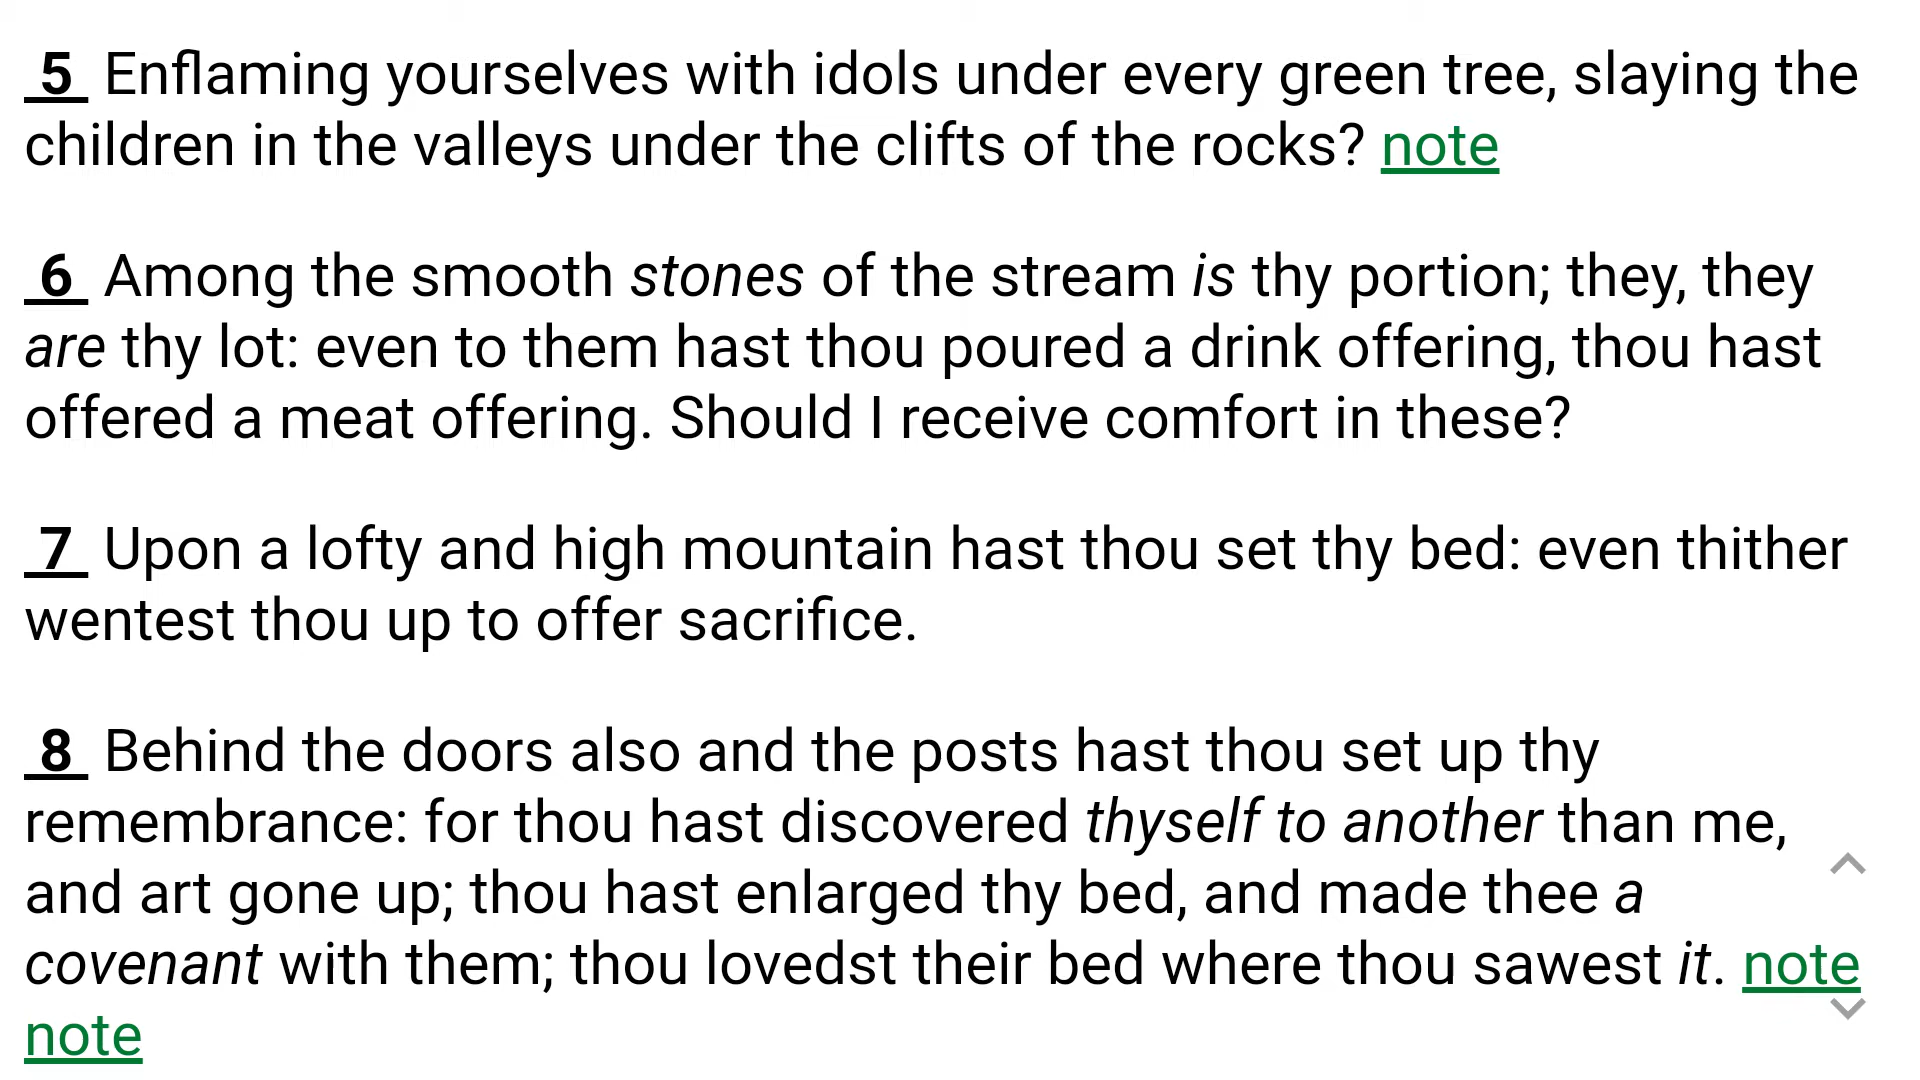 5 Enflaming yourselves with idols under every green tree, slaying the
children in the valleys under the clifts of the rocks? note
6 Among the smooth stones of the stream is thy portion; they, they
are thy lot: even to them hast thou poured a drink offering, thou hast
offered a meat offering. Should I receive comfort in these?
7 Upon a lofty and high mountain hast thou set thy bed: even thither
wentest thou up to offer sacrifice.
8 Behind the doors also and the posts hast thou set up thy
remembrance: for thou hast discovered thyself to another than me,
and art gone up; thou hast enlarged thy bed, and made thee a
covenant with them; thou lovedst their bed where thou sawest it. note
note